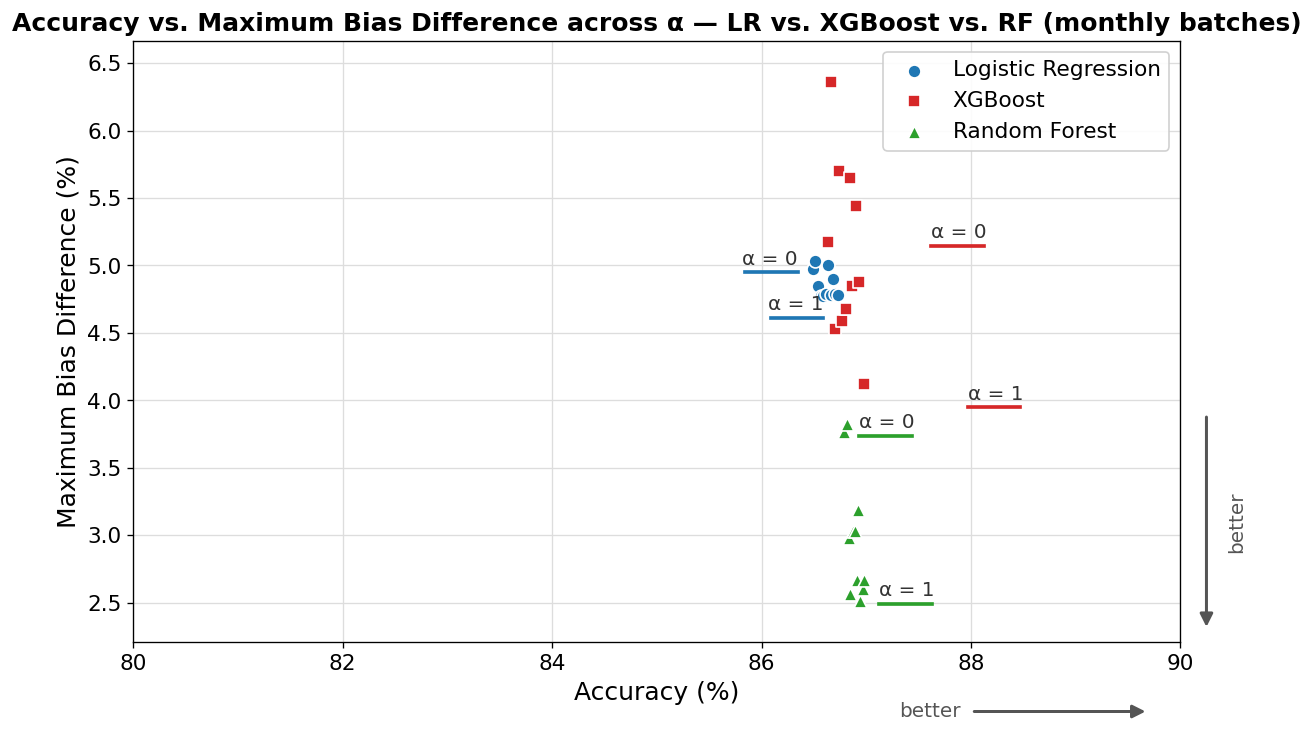 Accuracy vs. Maximum Bias Difference across α — LR vs. XGBoost vs. RF (monthly batches)
Logistic Regression
XGBoost
Random Forest
Maximum Bias Difference (%)
6.5
6.0
5.5
5.0
4.5
4.0
3.5
3.0
2.5
α = 0
α = 0
α = 1
α = 1
α = 0
α = 1
better
80
82
84
86
88
90
Accuracy (%)
better